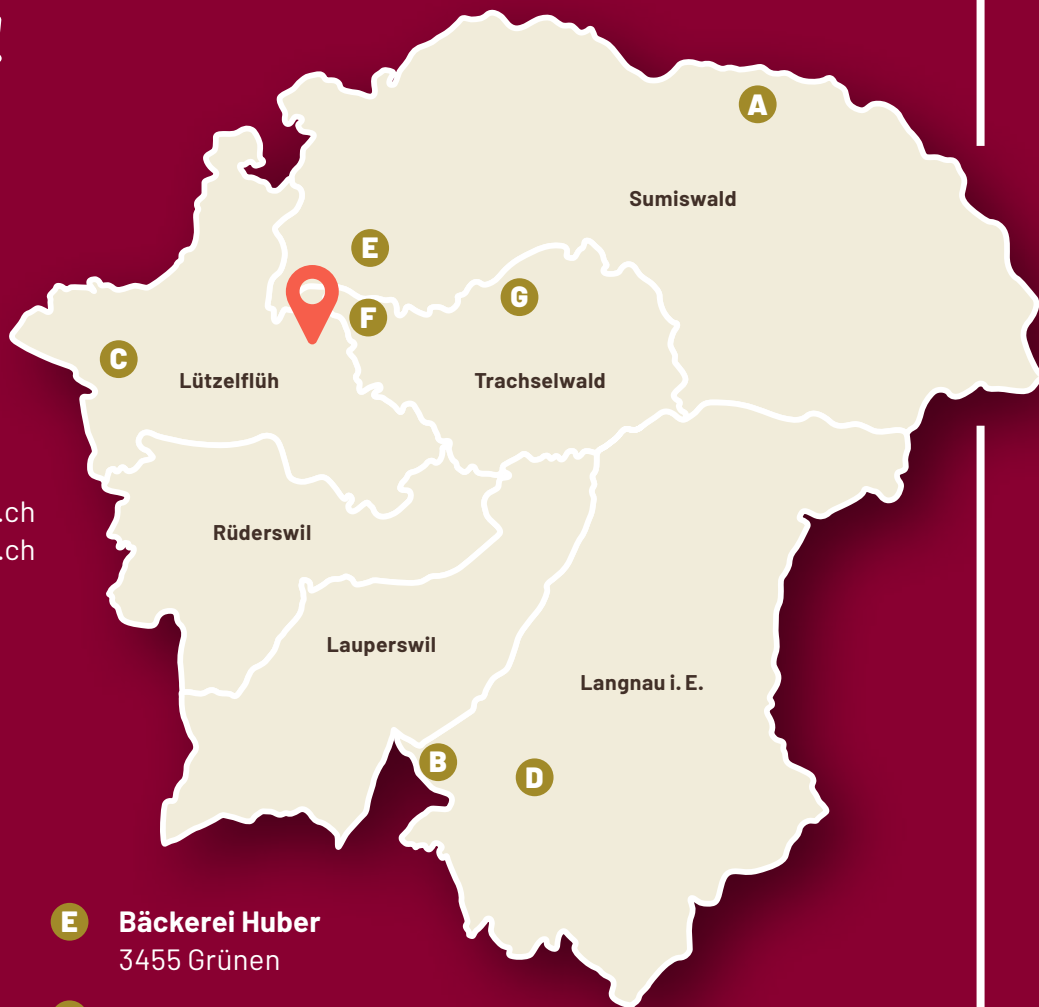 A
Sumiswald
E
G
F
C
Lützelflüh
Trachselwald
.ch
Rüderswil
.ch
Lauperswil
Langnau i. E.
B
D
E Bäckerei Huber
3455 Grünen